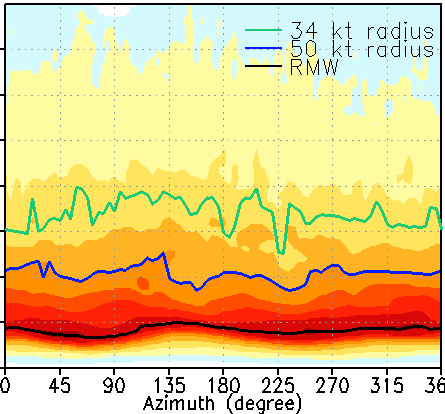 34 kt radius
50 kt radius
RMW
0 45 90 135 180 225 270 315 36
Azimuth (degree)